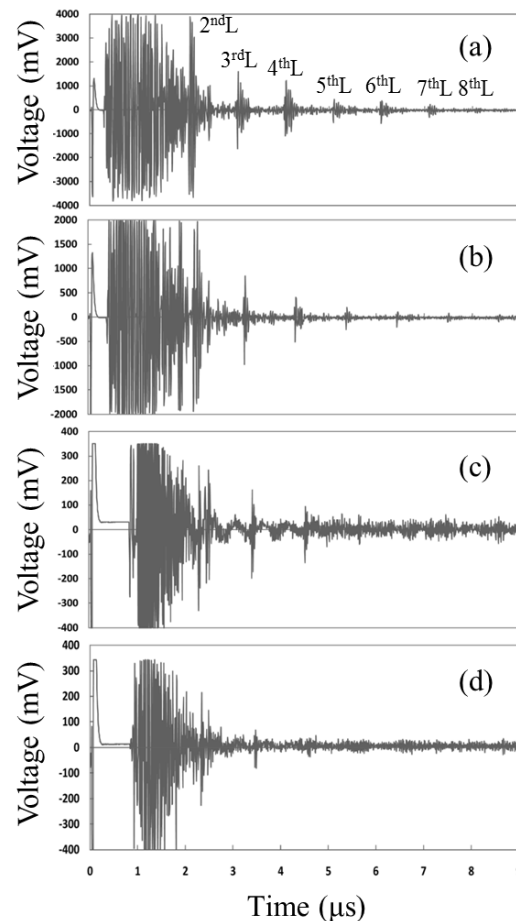 Voltage (mV)
4000
3000
2000
1000
0
-1000
-2000
-3000
-4000
2ndL
3rdL
4thL
5thL
6thL
7thL
8thL
(a)
Voltage (mV)
2000
1500
1000
500
0
-500
-1000
-1500
-2000
(b)
Voltage (mV)
400
300
200
100
0
-100
-200
-300
-400
(c)
Voltage (mV)
400
300
200
100
0
-100
-200
-300
-400
(d)
0 1 2 3 4 5 6 7 8
Time (μs)